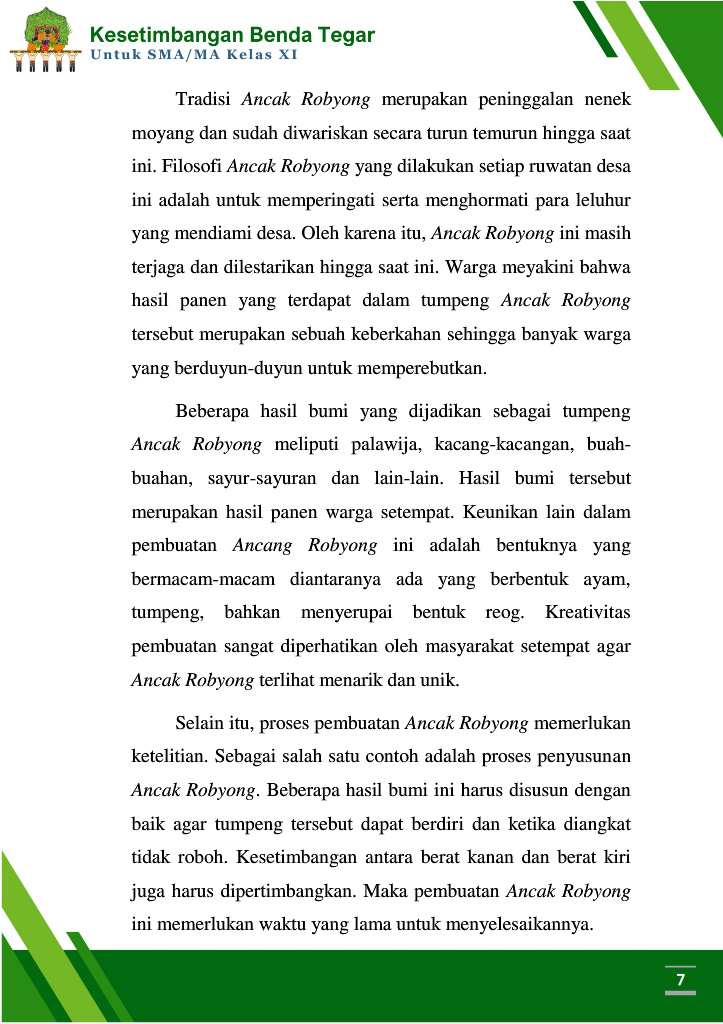 Kesetimbangan Benda Tegar
Untuk SMA/MA Kelas XI
Tradisi Ancak Robyong merupakan peninggalan nenek
moyang dan sudah diwariskan secara turun temurun hingga saat
ini. Filosofi Ancak Robyong yang dilakukan setiap ruwatan desa
ini adalah untuk memperingati serta menghormati para leluhur
yang mendiami desa. Oleh karena itu, Ancak Robyong ini masih
terjaga dan dilestarikan hingga saat ini. Warga meyakini bahwa
hasil panen yang terdapat dalam tumpeng Ancak Robyong
tersebut merupakan sebuah keberkahan sehingga banyak warga
yang berduyun-duyun untuk memperebutkan.
Beberapa hasil bumi yang dijadikan sebagai tumpeng
Ancak Robyong meliputi palawija, kacang-kacangan, buah-
buahan, sayur-sayuran dan lain-lain. Hasil bumi tersebut
merupakan hasil panen warga setempat. Keunikan lain dalam
pembuatan Ancang Robyong ini adalah bentuknya yang
bermacam-macam diantaranya ada yang berbentuk ayam,
tumpeng, bahkan menyerupai bentuk reog. Kreativitas
pembuatan sangat diperhatikan oleh masyarakat setempat agar
Ancak Robyong terlihat menarik dan unik.
Selain itu, proses pembuatan Ancak Robyong memerlukan
ketelitian. Sebagai salah satu contoh adalah proses penyusunan
Ancak Robyong. Beberapa hasil bumi ini harus disusun dengan
baik agar tumpeng tersebut dapat berdiri dan ketika diangkat
tidak roboh. Kesetimbangan antara berat kanan dan berat kiri
juga harus dipertimbangkan. Maka pembuatan Ancak Robyong
ini memerlukan waktu yang lama untuk menyelesaikannya.
7